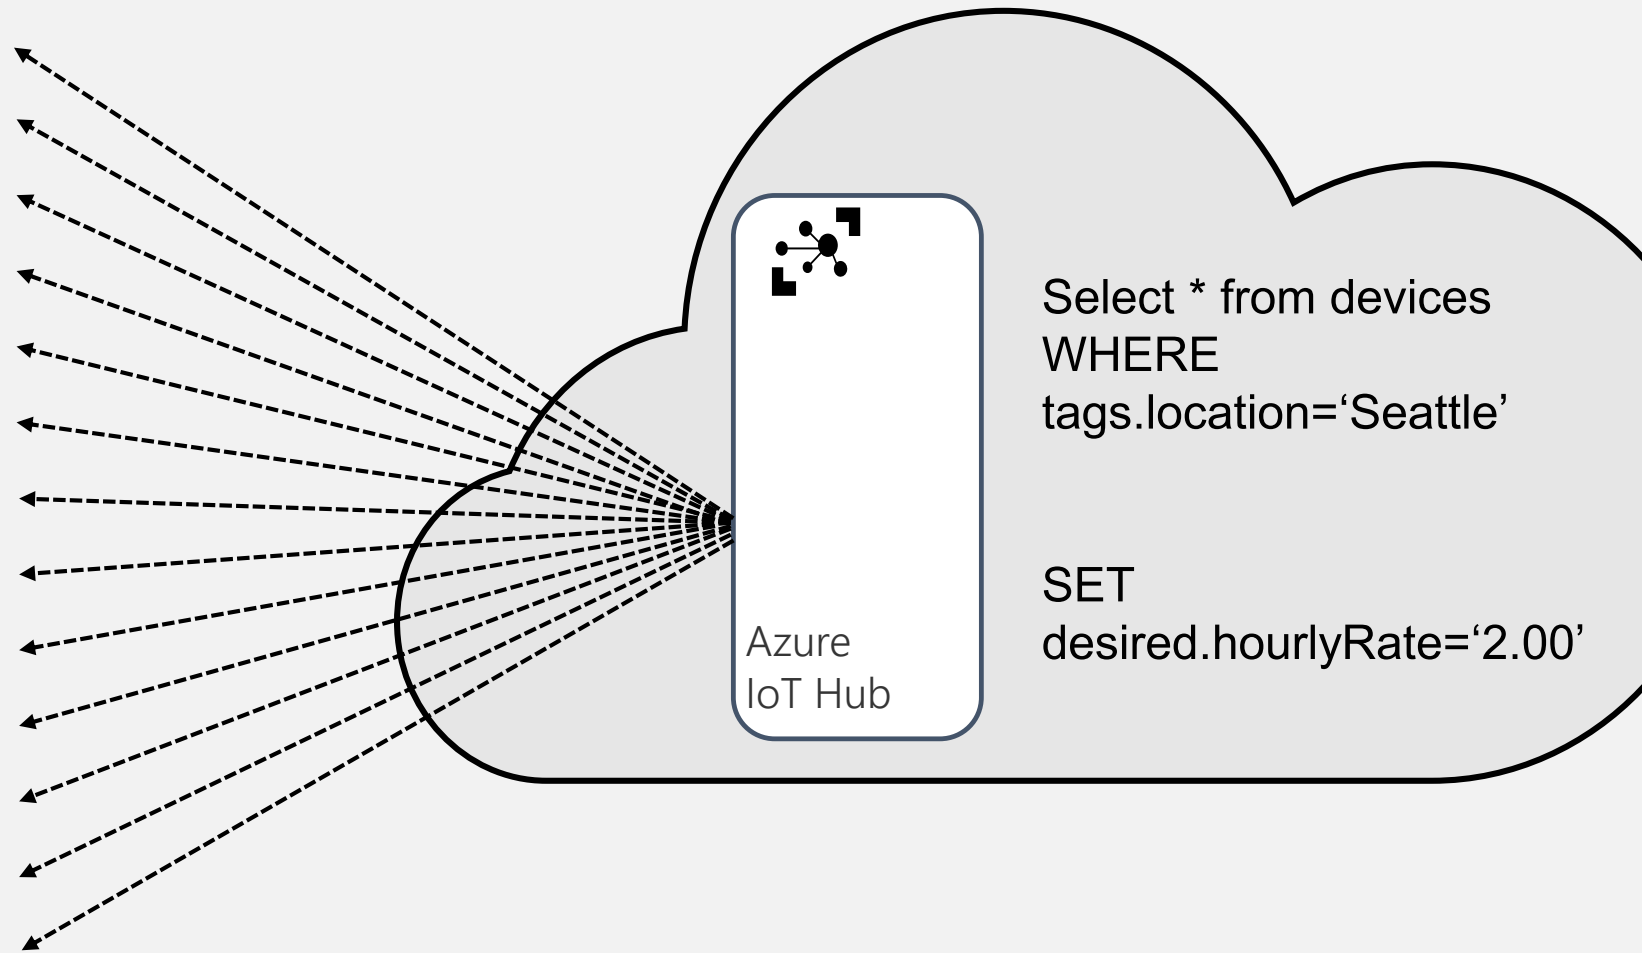 Azure
IoT Hub
Select * from devices
WHERE
tags.location=‘Seattle’
SET
desired.hourlyRate=‘2.00’